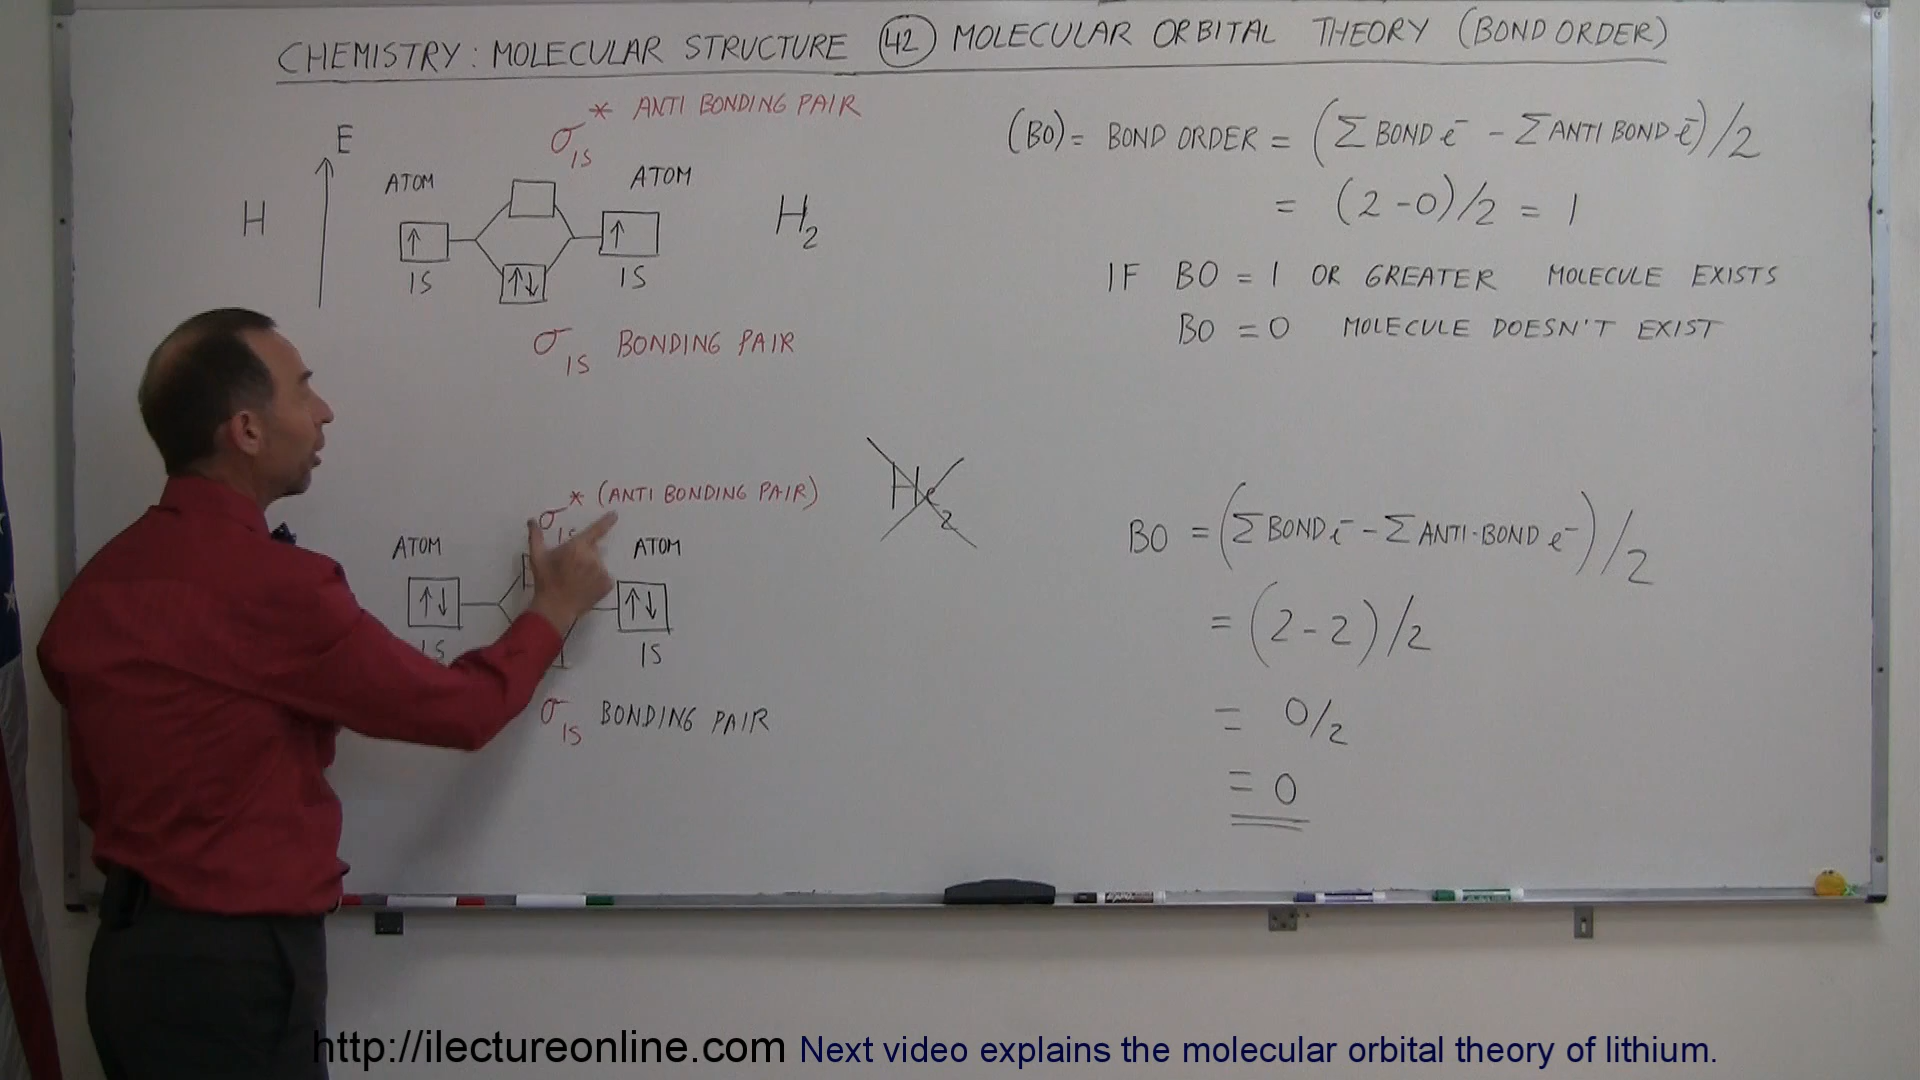 CHEMISTRY: MOLECULAR STRUCTURE 42 MOLECULAR ORBITAL THEORY (BOND ORDER)
σ1S* ANTI BONDING PAIR
E
ATOM
ATOM
H
↑
↑
H2
1S
↑↓
1S
σ1S BONDING PAIR
(BO) = BOND ORDER = (Σ BOND e⁻ - Σ ANTI BOND e⁻)/2
= (2-0)/2 = 1
IF BO = 1 OR GREATER MOLECULE EXISTS
BO = 0 MOLECULE DOESN'T EXIST
σ1S* (ANTI BONDING PAIR)
He2
ATOM
ATOM
↑↓
↑↓
1S
1S
σ1S BONDING PAIR
BO = (Σ BOND e⁻ - Σ ANTI-BOND e⁻)/2
= (2-2)/2
= 0/2
= 0
http://ilectureonline.com Next video explains the molecular orbital theory of lithium.